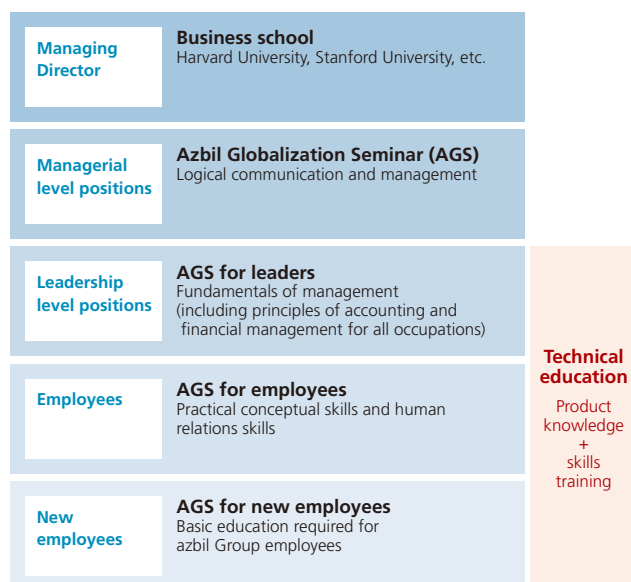 Managing
Director
Business school
Harvard University, Stanford University, etc.
Managerial
level positions
Azbil Globalization Seminar (AGS)
Logical communication and management
Leadership
level positions
AGS for leaders
Fundamentals of management
(including principles of accounting and
financial management for all occupations)
Employees
AGS for employees
Practical conceptual skills and human
relations skills
New
employees
AGS for new employees
Basic education required for
azbil Group employees
Technical
education
Product
knowledge
+
skills
training